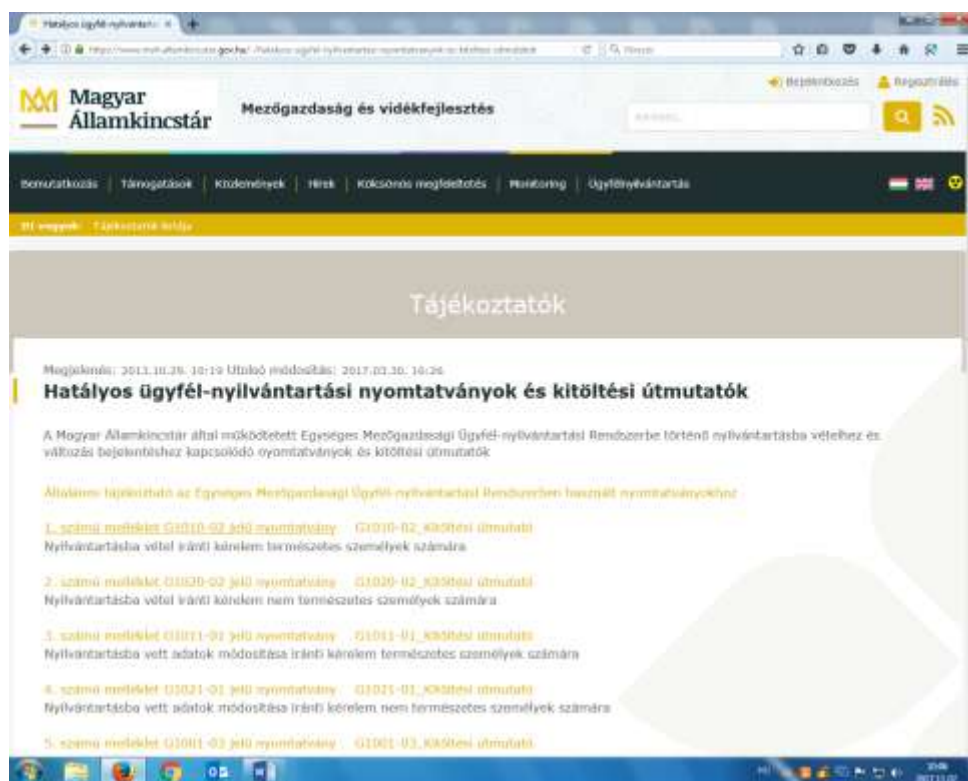 Magyar
Államkincstár
Mezőgazdaság és vidékfejlesztés
Bejelentkezés
Regisztrálás
Bemutatkozás
Támogatások
Közlemények
Hírek
Kölcsönös megfeleltetés
Monitoring
Ügyfélnyilvántartás
Itt vagyunk: Tájékoztatók
Tájékoztatók
Megjelenés: 2013.10.29. 10:19 Utolsó módosítás: 2017.03.30. 16:26
Hatályos ügyfél-nyilvántartási nyomtatványok és kitöltési útmutatók
A Magyar Államkincstár által működtetett Egységes Mezőgazdasági Ügyfél-nyilvántartási Rendszerbe történő nyilvántartásba vételhez és
változás bejelentéshez kapcsolódó nyomtatványok és kitöltési útmutatók
Általános tájékoztató az Egységes Mezőgazdasági Ügyfél-nyilvántartási Rendszerben használt nyomtatványokhoz
1. számú melléklet G1010-02 jelű nyomtatvány G1010-02_Kitöltési útmutató
Nyilvántartásba vétel iránti kérelem természetes személyek számára
2. számú melléklet G1020-02 jelű nyomtatvány G1020-02_Kitöltési útmutató
Nyilvántartásba vétel iránti kérelem nem természetes személyek számára
3. számú melléklet G1011-01 jelű nyomtatvány G1011-01_Kitöltési útmutató
Nyilvántartásba vett adatok módosítása iránti kérelem természetes személyek számára
4. számú melléklet G1021-01 jelű nyomtatvány G1021-01_Kitöltési útmutató
Nyilvántartásba vett adatok módosítása iránti kérelem nem természetes személyek számára
5. számú melléklet G1001-03 jelű nyomtatvány G1001-03_Kitöltési útmutató